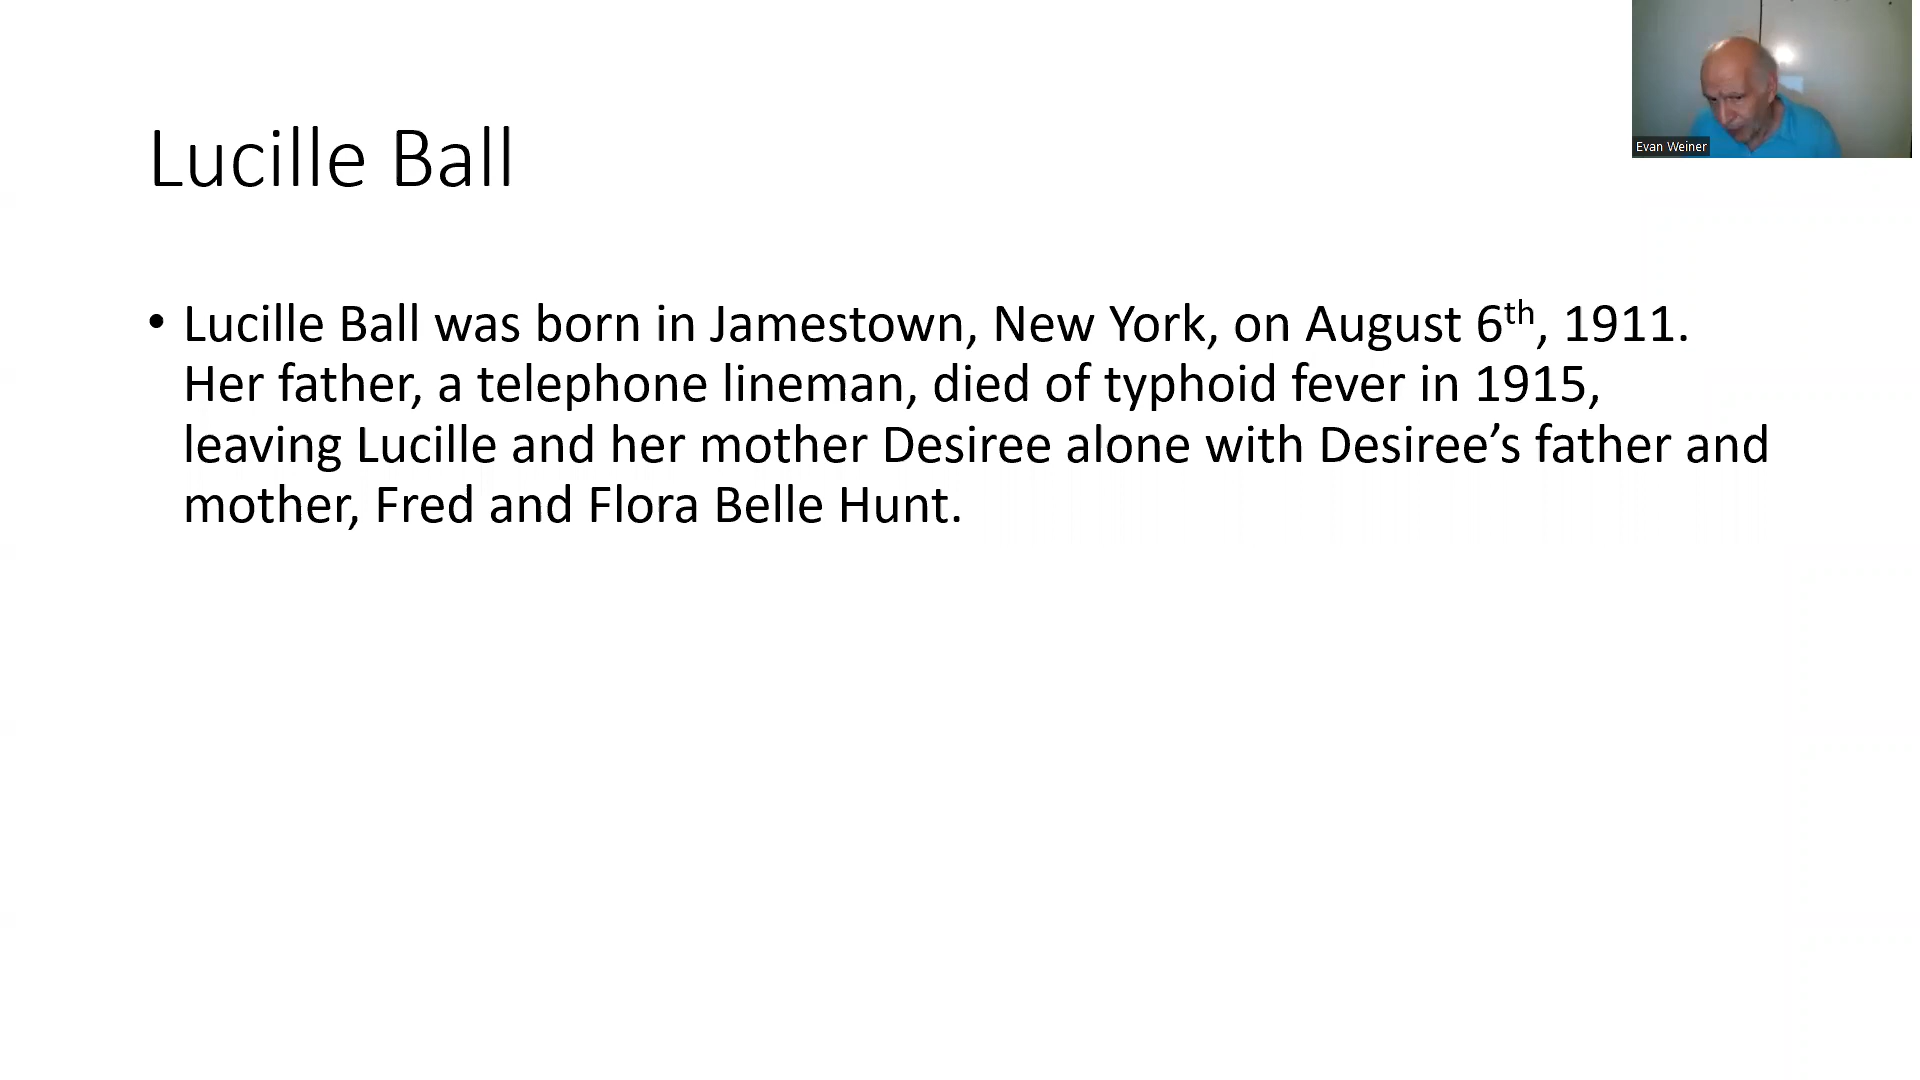 Lucille Ball
Evan Weiner
• Lucille Ball was born in Jamestown, New York, on August 6th, 1911.
Her father, a telephone lineman, died of typhoid fever in 1915,
leaving Lucille and her mother Desiree alone with Desiree’s father and
mother, Fred and Flora Belle Hunt.